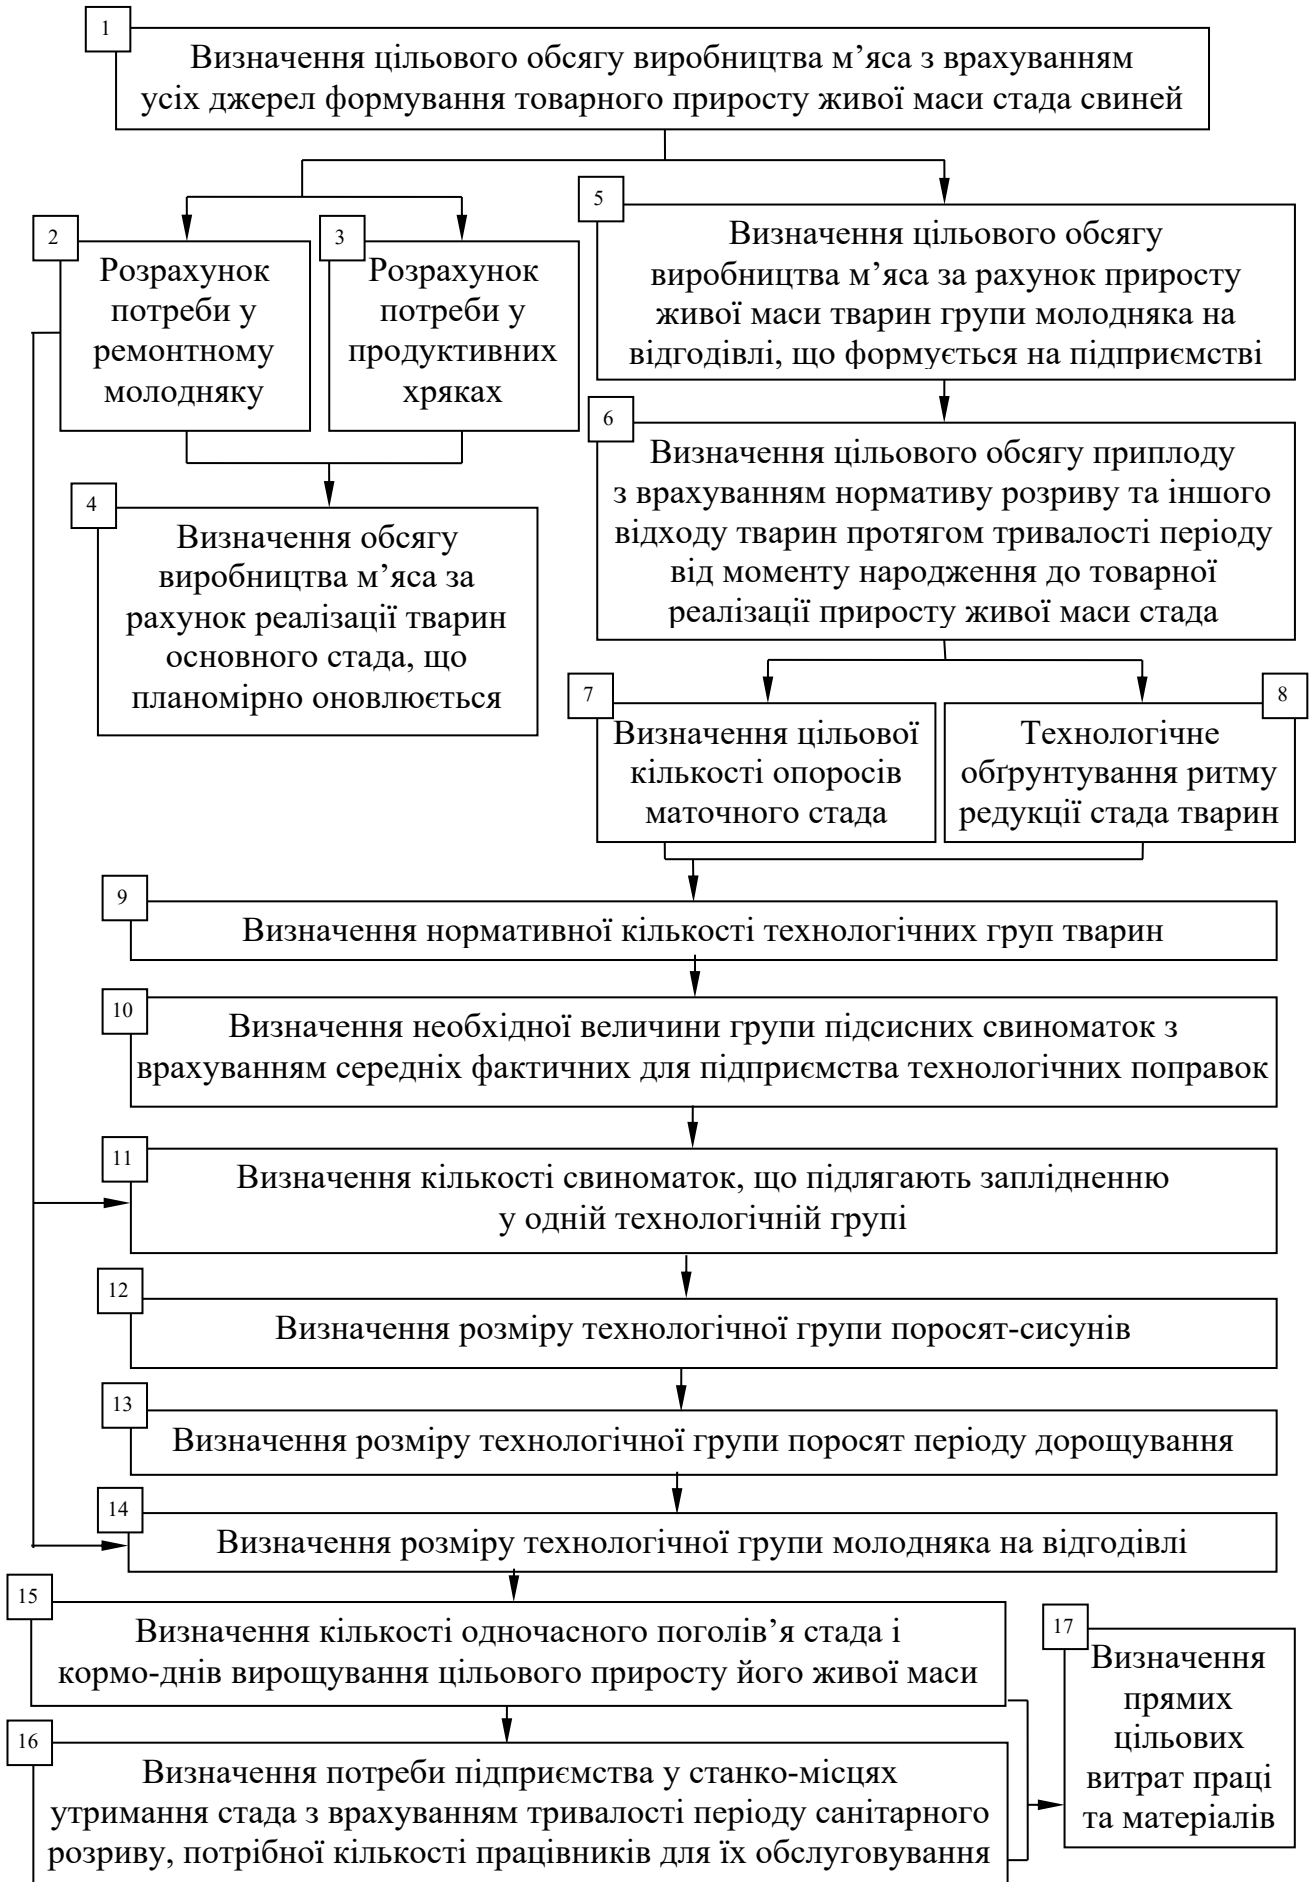 1
Визначення цільового обсягу виробництва м’яса з врахуванням
усіх джерел формування товарного приросту живої маси стада свиней
2
Розрахунок
потреби у
ремонтному
молодняку
3
Розрахунок
потреби у
продуктивних
хряках
4
Визначення обсягу
виробництва м’яса за
рахунок реалізації тварин
основного стада, що
планомірно оновлюється
5
Визначення цільового обсягу
виробництва м’яса за рахунок приросту
живої маси тварин групи молодняка на
відгодівлі, що формується на підприємстві
6
Визначення цільового обсягу приплоду
з врахуванням нормативу розриву та іншого
відходу тварин протягом тривалості періоду
від моменту народження до товарної
реалізації приросту живої маси стада
7
Визначення цільової
кількості опоросів
маточного стада
8
Технологічне
обґрунтування ритму
редукції стада тварин
9
Визначення нормативної кількості технологічних груп тварин
10
Визначення необхідної величини групи підсисних свиноматок з
врахуванням середніх фактичних для підприємства технологічних поправок
11
Визначення кількості свиноматок, що підлягають заплідненню
у одній технологічній групі
12
Визначення розміру технологічної групи поросят-сисунів
13
Визначення розміру технологічної групи поросят періоду дорощування
14
Визначення розміру технологічної групи молодняка на відгодівлі
15
Визначення кількості одночасного поголів’я стада і
кормо-днів вирощування цільового приросту його живої маси
16
Визначення потреби підприємства у станко-місцях
утримання стада з врахуванням тривалості періоду санітарного
розриву, потрібної кількості працівників для їх обслуговування
17
Визначення
прямих
цільових
витрат праці
та матеріалів